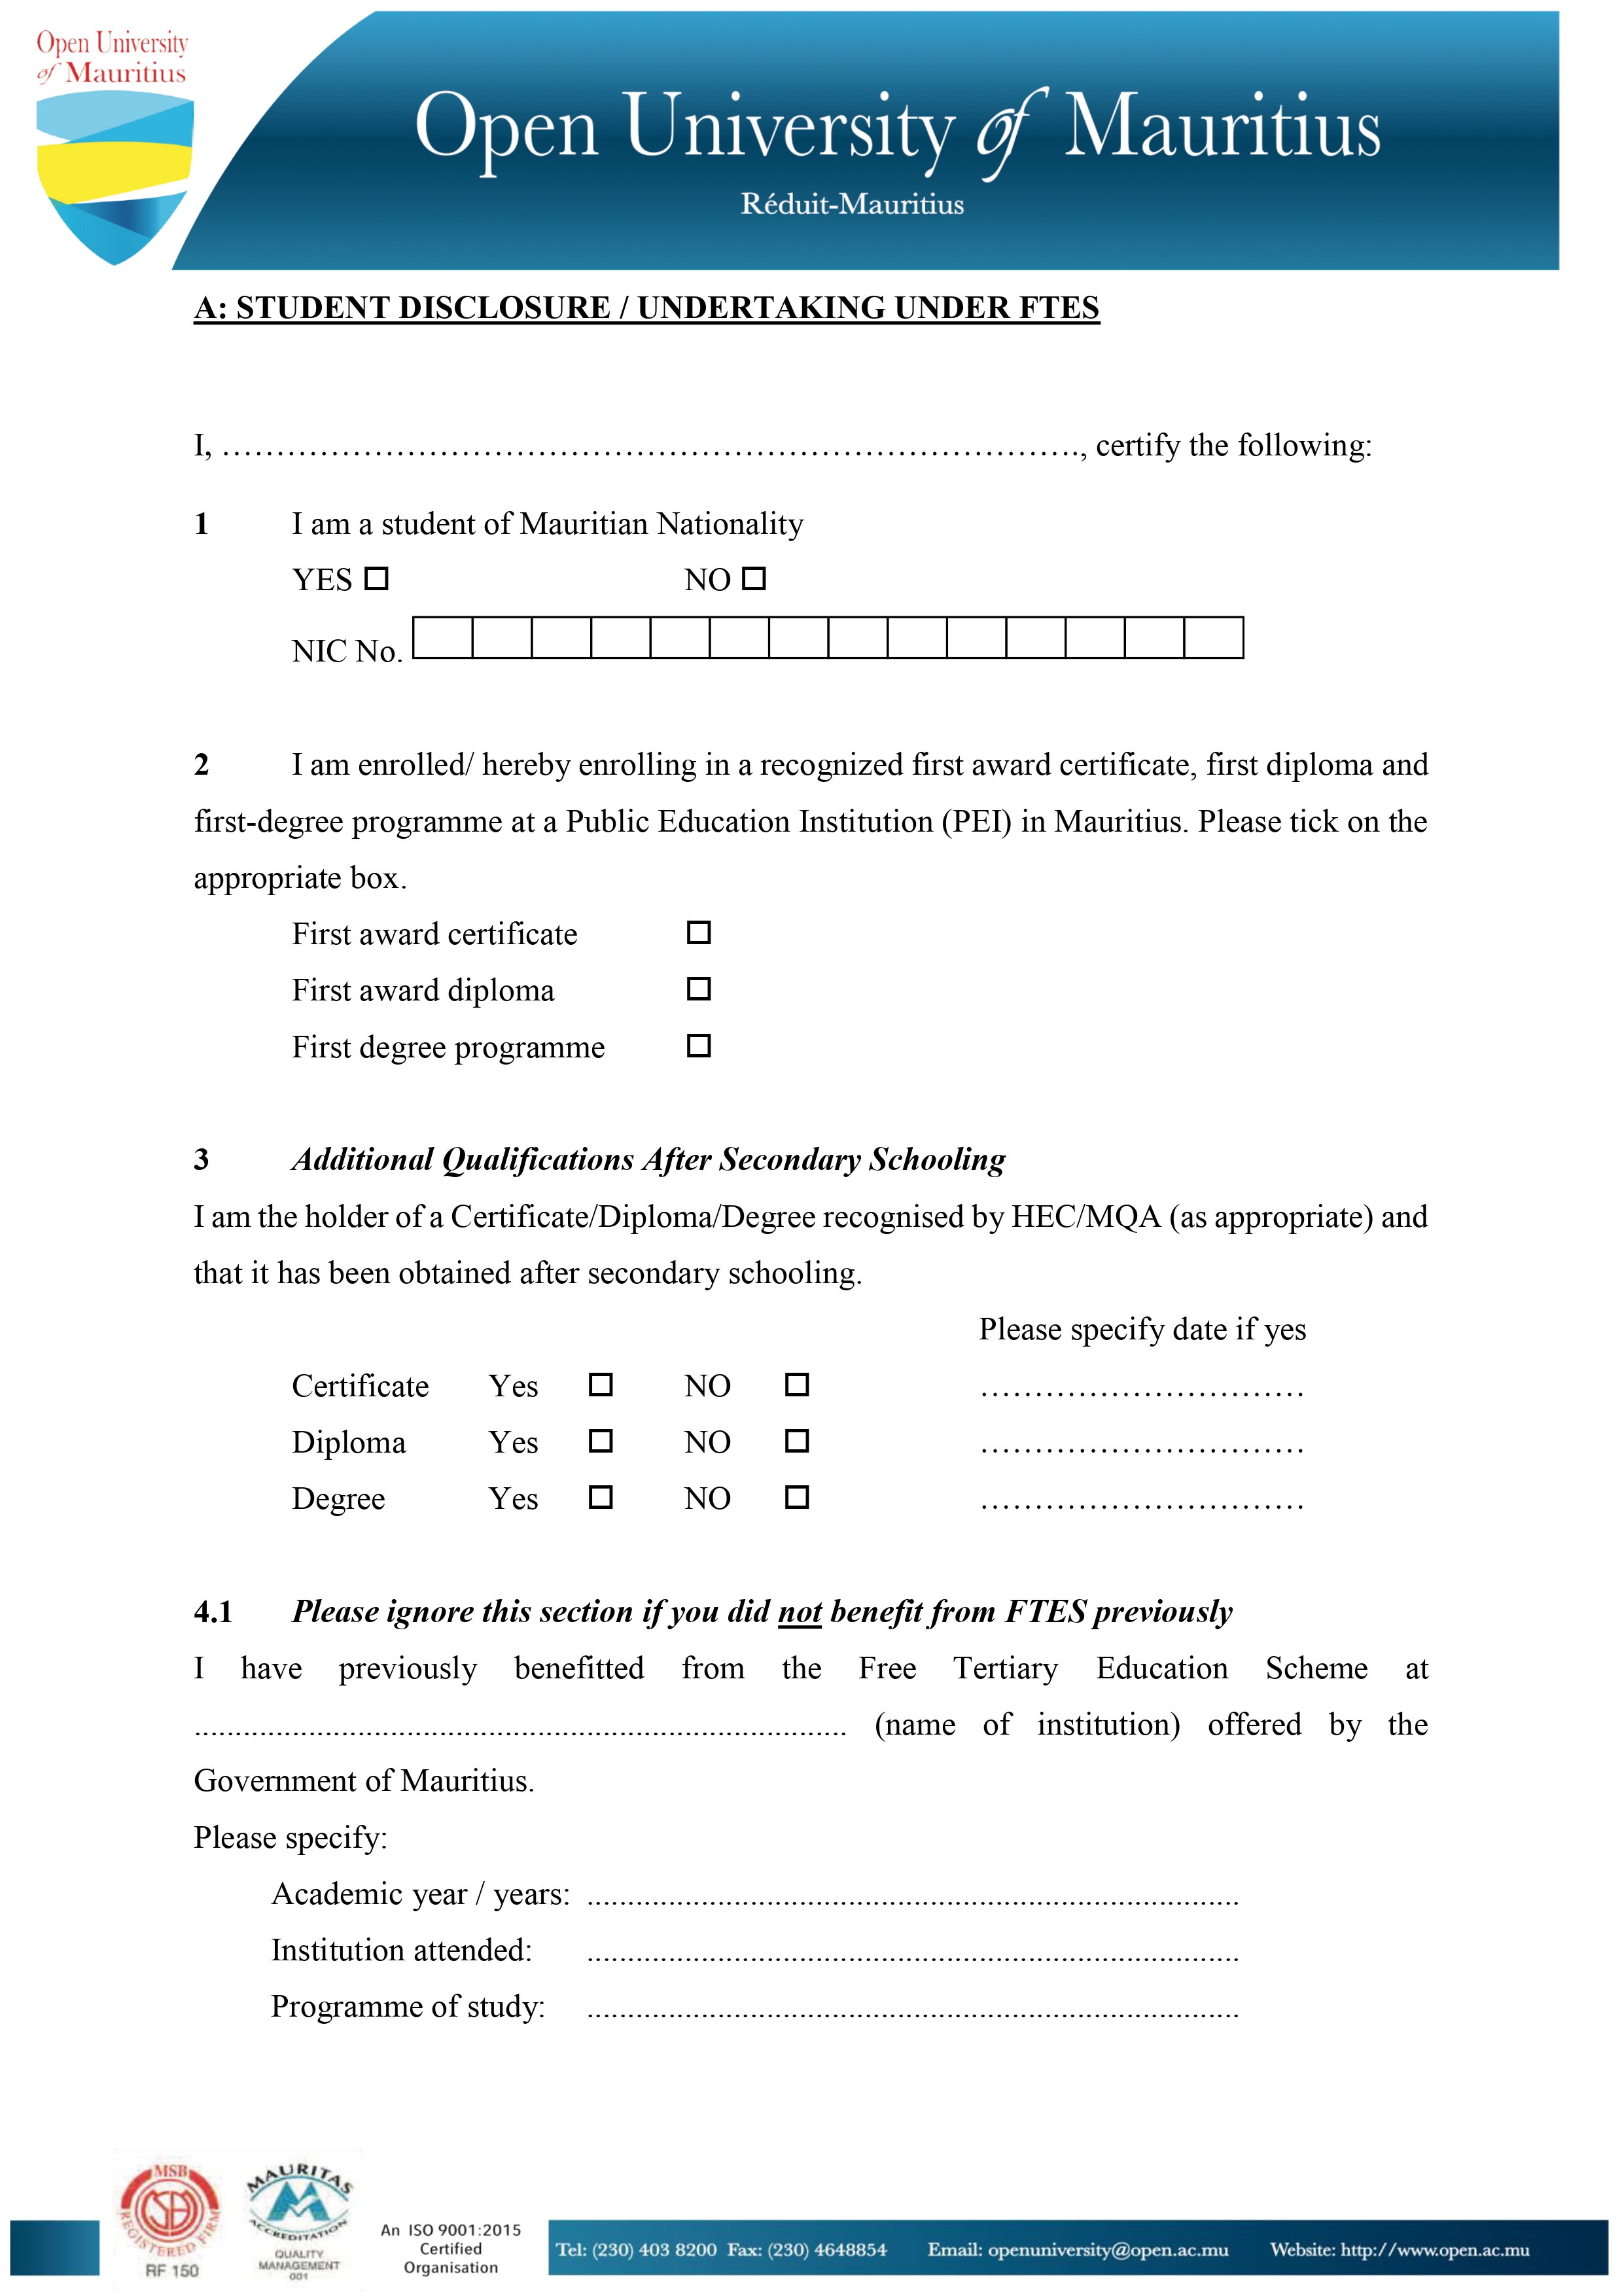 Open University
of Mauritius
Open University of Mauritius
Réduit-Mauritius
A: STUDENT DISCLOSURE / UNDERTAKING UNDER FTES
I, ……………………………………………………………………., certify the following:
1 I am a student of Mauritian Nationality
YES ☐ NO ☐
NIC No.
2 I am enrolled/ hereby enrolling in a recognized first award certificate, first diploma and
first-degree programme at a Public Education Institution (PEI) in Mauritius. Please tick on the
appropriate box.
First award certificate ☐
First award diploma ☐
First degree programme ☐
3 Additional Qualifications After Secondary Schooling
I am the holder of a Certificate/Diploma/Degree recognised by HEC/MQA (as appropriate) and
that it has been obtained after secondary schooling.
Please specify date if yes
Certificate Yes ☐ NO ☐ …………………………
Diploma Yes ☐ NO ☐ …………………………
Degree Yes ☐ NO ☐ …………………………
4.1 Please ignore this section if you did not benefit from FTES previously
I have previously benefitted from the Free Tertiary Education Scheme at
................................................................................ (name of institution) offered by the
Government of Mauritius.
Please specify:
Academic year / years: ................................................................................
Institution attended: ................................................................................
Programme of study: ................................................................................
MSB
REGISTERED FIRM
RF 150
MAURITAS
ACCREDITATION
QUALITY
MANAGEMENT
001
An ISO 9001:2015
Certified
Organisation
Tel: (230) 403 8200 Fax: (230) 4648854 Email: openuniversity@open.ac.mu Website: http://www.open.ac.mu